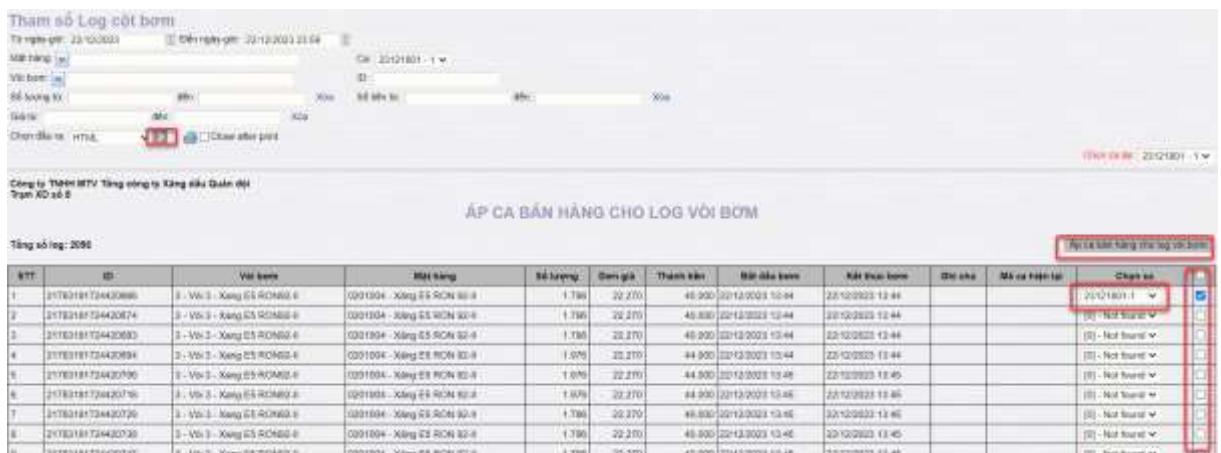 Tham số Log cột bơm
Từ ngày-giờ: 22/12/2023 Đến ngày-giờ: 22/12/2023 23:59
Mặt hàng: Ca: 23121801 - 1
Vòi bơm: ID:
Số lượng từ: đến: Xóa Số tiền từ: đến: Xóa
Giá từ: đến: Xóa
Chọn đầu ra: HTML Close after print
Chọn ca áp: 23121801 - 1
Công ty TNHH MTV Tổng công ty Xăng dầu Quân đội
Trạm XD số 8
ÁP CA BÁN HÀNG CHO LOG VÒI BƠM
Tổng số log: 2090
Áp ca bán hàng cho log vòi bơm
STT ID Vòi bơm Mặt hàng Số lượng Đơn giá Thành tiền Bắt đầu bơm Kết thúc bơm Ghi chú Mã ca hiện tại Chọn ca
1 3 - Vòi 3 - Xăng E5 RON92-II 0201004 - Xăng E5 RON 92-II 1.796 22.270 40.000 22/12/2023 13:44 22/12/2023 13:44 23121801-1
2 3 - Vòi 3 - Xăng E5 RON92-II 0201004 - Xăng E5 RON 92-II 1.796 22.270 40.000 22/12/2023 13:44 22/12/2023 13:44 [0] - Not found
3 3 - Vòi 3 - Xăng E5 RON92-II 0201004 - Xăng E5 RON 92-II 1.796 22.270 40.000 22/12/2023 13:44 22/12/2023 13:44 [0] - Not found
4 3 - Vòi 3 - Xăng E5 RON92-II 0201004 - Xăng E5 RON 92-II 1.976 22.270 44.000 22/12/2023 13:44 22/12/2023 13:44 [0] - Not found
5 3 - Vòi 3 - Xăng E5 RON92-II 0201004 - Xăng E5 RON 92-II 1.976 22.270 44.000 22/12/2023 13:45 22/12/2023 13:45 [0] - Not found
6 3 - Vòi 3 - Xăng E5 RON92-II 0201004 - Xăng E5 RON 92-II 1.976 22.270 44.000 22/12/2023 13:45 22/12/2023 13:45 [0] - Not found
7 3 - Vòi 3 - Xăng E5 RON92-II 0201004 - Xăng E5 RON 92-II 1.796 22.270 40.000 22/12/2023 13:45 22/12/2023 13:45 [0] - Not found
8 3 - Vòi 3 - Xăng E5 RON92-II 0201004 - Xăng E5 RON 92-II 1.796 22.270 40.000 22/12/2023 13:45 22/12/2023 13:45 [0] - Not found